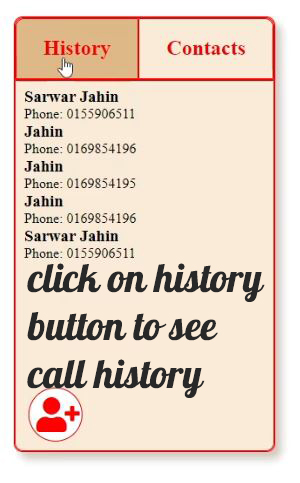 History Contacts
Sarwar Jahin
Phone: 0155906511
Jahin
Phone: 0169854196
Jahin
Phone: 0169854195
Jahin
Phone: 0169854196
Sarwar Jahin
Phone: 0155906511
click on history
button to see
call history